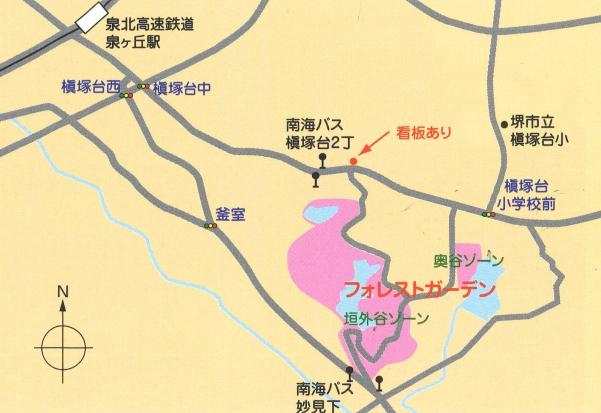 泉北高速鉄道
泉ヶ丘駅
槇塚台西
槇塚台中
南海バス
槇塚台2丁
看板あり
堺市立
槇塚台小
槇塚台
小学校前
釜室
奥谷ゾーン
フォレストガーデン
垣外谷ゾーン
N
南海バス
妙見下